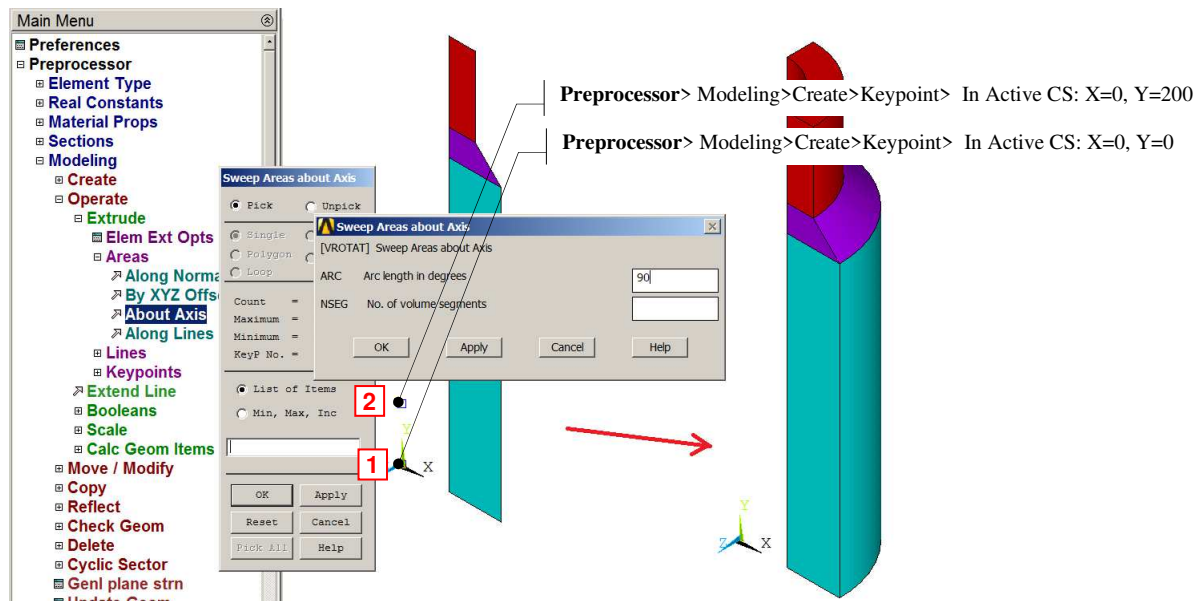 Main Menu
Preferences
Preprocessor
Element Type
Real Constants
Material Props
Sections
Modeling
Create
Operate
Extrude
Elem Ext Opts
Areas
Along Norma
By XYZ Offs
About Axis
Along Lines
Lines
Keypoints
Extend Line
Booleans
Scale
Calc Geom Items
Move / Modify
Copy
Reflect
Check Geom
Delete
Cyclic Sector
Genl plane strn
Update Geom
Sweep Areas about Axis
Pick Unpick
Single
Polygon
Loop
Count =
Maximum =
Minimum =
KeyP No. =
List of Items
Min, Max, Inc
OK Apply
Reset Cancel
Pick All Help
Sweep Areas about Axis
[VROTAT] Sweep Areas about Axis
ARC Arc length in degrees 90
NSEG No. of volume segments
OK Apply Cancel Help
Preprocessor> Modeling>Create>Keypoint> In Active CS: X=0, Y=200
Preprocessor> Modeling>Create>Keypoint> In Active CS: X=0, Y=0
2
1
Y
X
Y
Z X